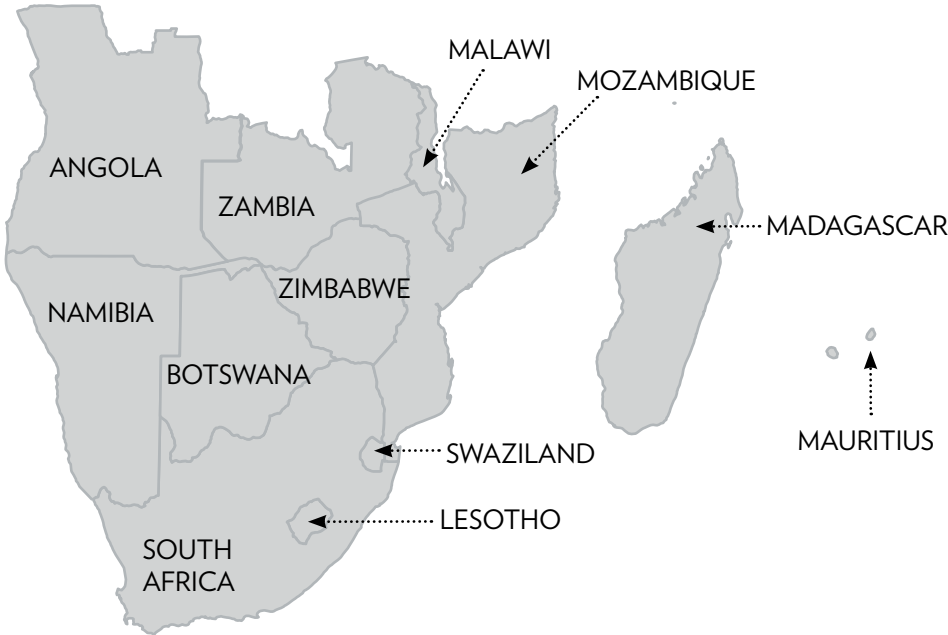 MALAWI
MOZAMBIQUE
ANGOLA
ZAMBIA
MADAGASCAR
ZIMBABWE
NAMIBIA
BOTSWANA
MAURITIUS
SWAZILAND
LESOTHO
SOUTH
AFRICA